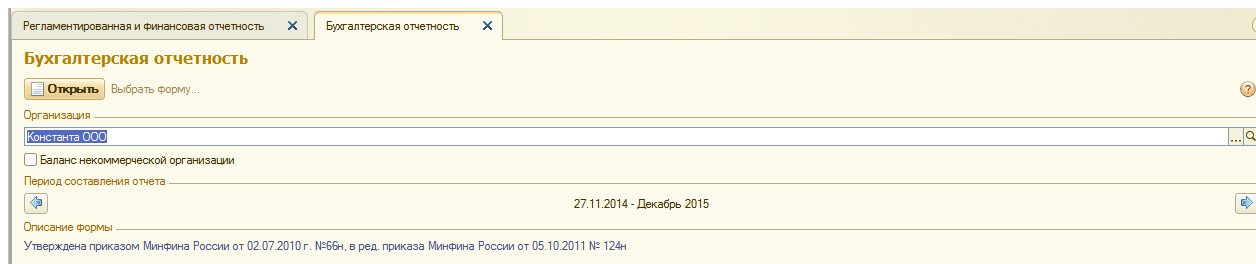 Регламентированная и финансовая отчетность
Бухгалтерская отчетность
Бухгалтерская отчетность
Открыть Выбрать форму...
?
Организация
Константа ООО
...
Баланс некоммерческой организации
Период составления отчета
27.11.2014 - Декабрь 2015
Описание формы
Утверждена приказом Минфина России от 02.07.2010 г. №66н, в ред. приказа Минфина России от 05.10.2011 № 124н